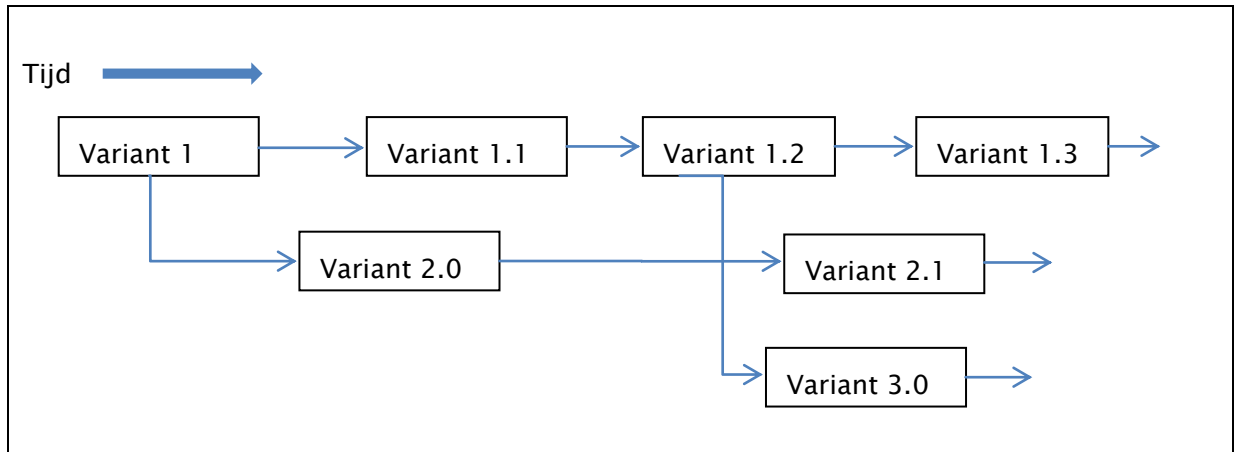 Tijd
Variant 1
Variant 1.1
Variant 1.2
Variant 1.3
Variant 2.0
Variant 2.1
Variant 3.0